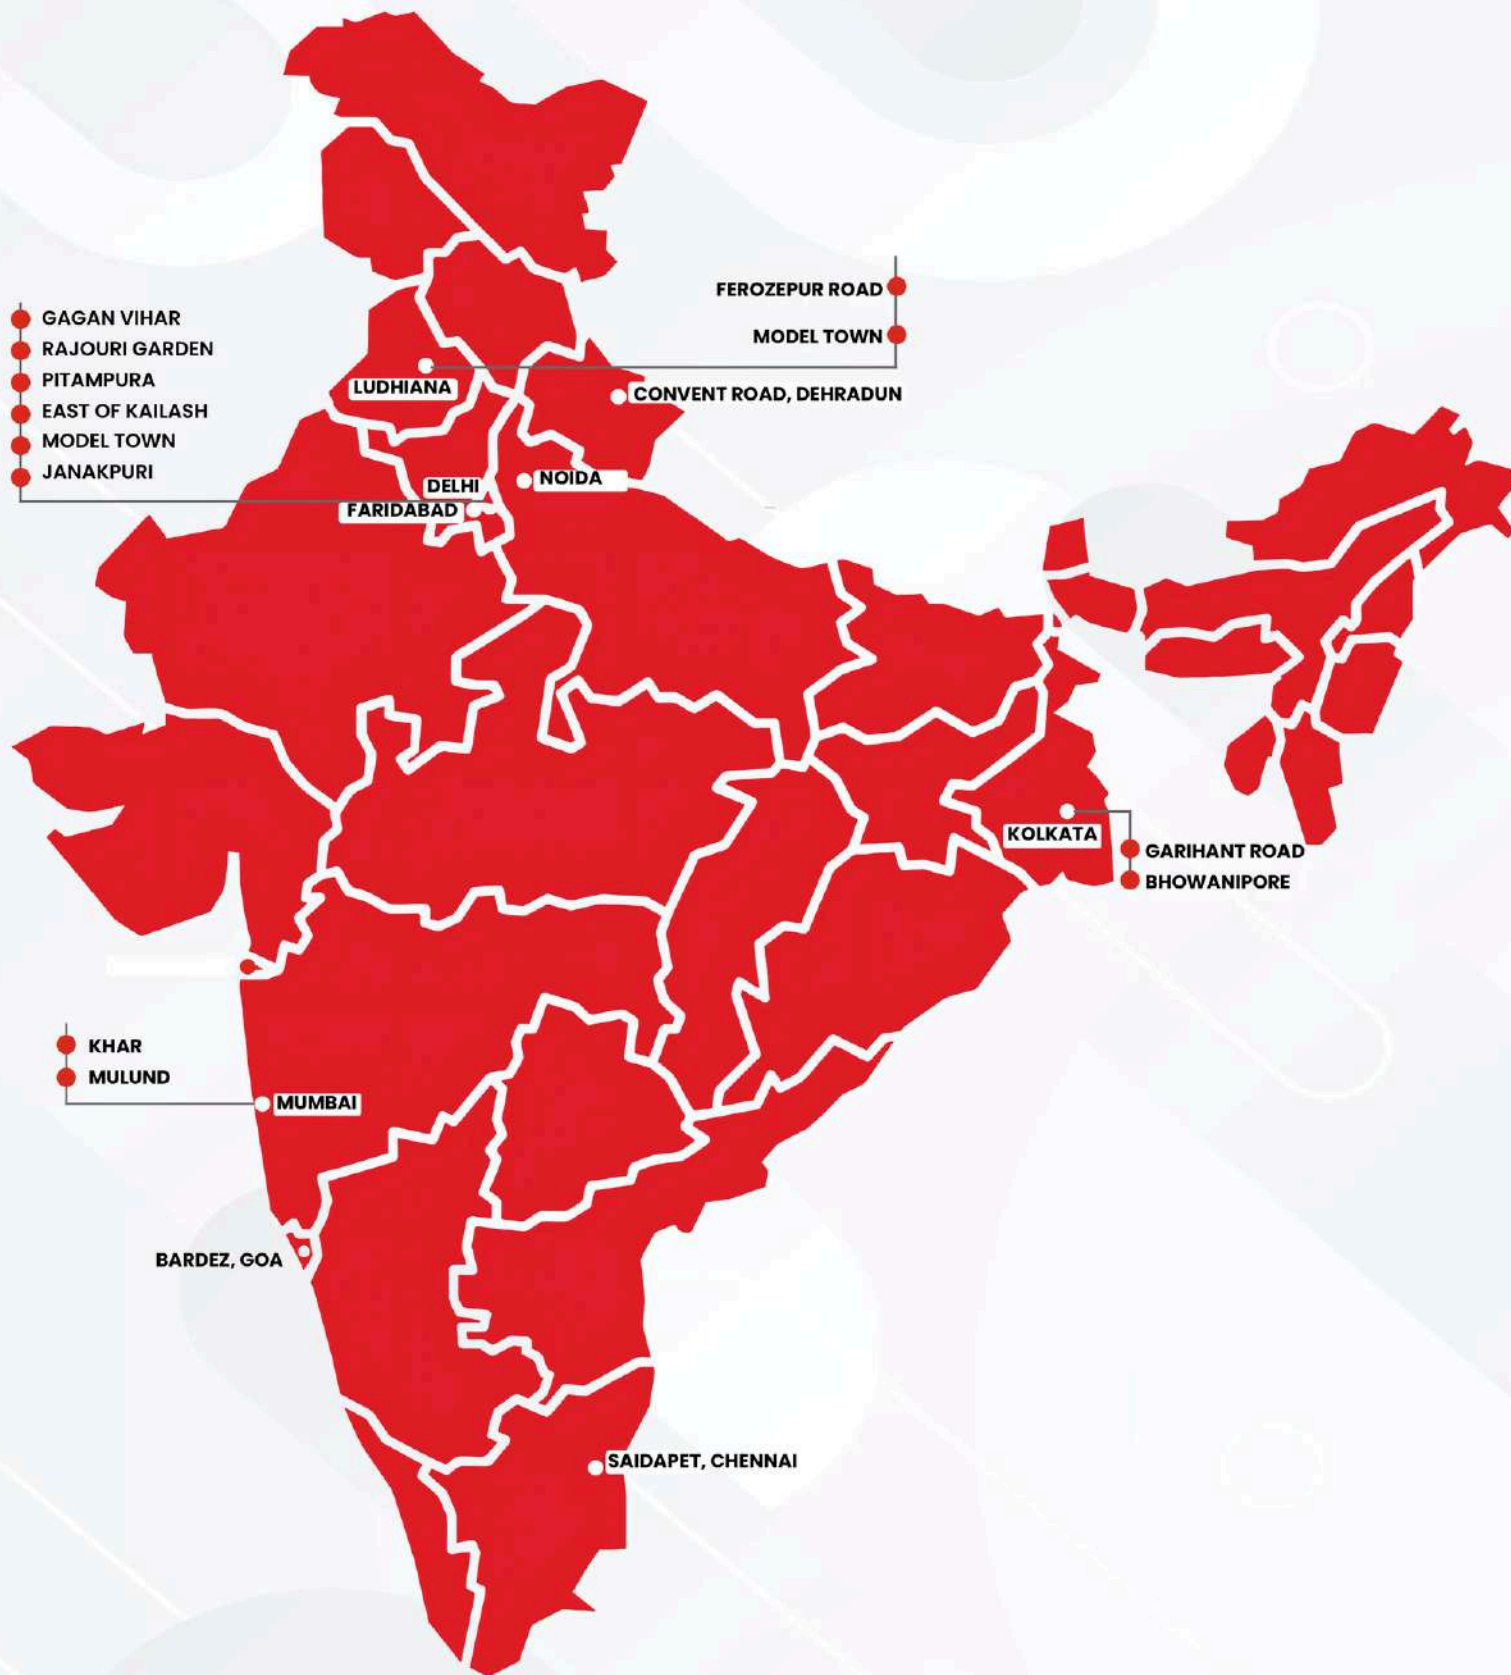 FEROZEPUR ROAD
MODEL TOWN
GAGAN VIHAR
RAJOURI GARDEN
PITAMPURA
EAST OF KAILASH
MODEL TOWN
JANAKPURI
LUDHIANA
CONVENT ROAD, DEHRADUN
DELHI
NOIDA
FARIDABAD
KOLKATA
GARIHANT ROAD
BHOWANIPORE
KHAR
MULUND
MUMBAI
BARDEZ, GOA
SAIDAPET, CHENNAI